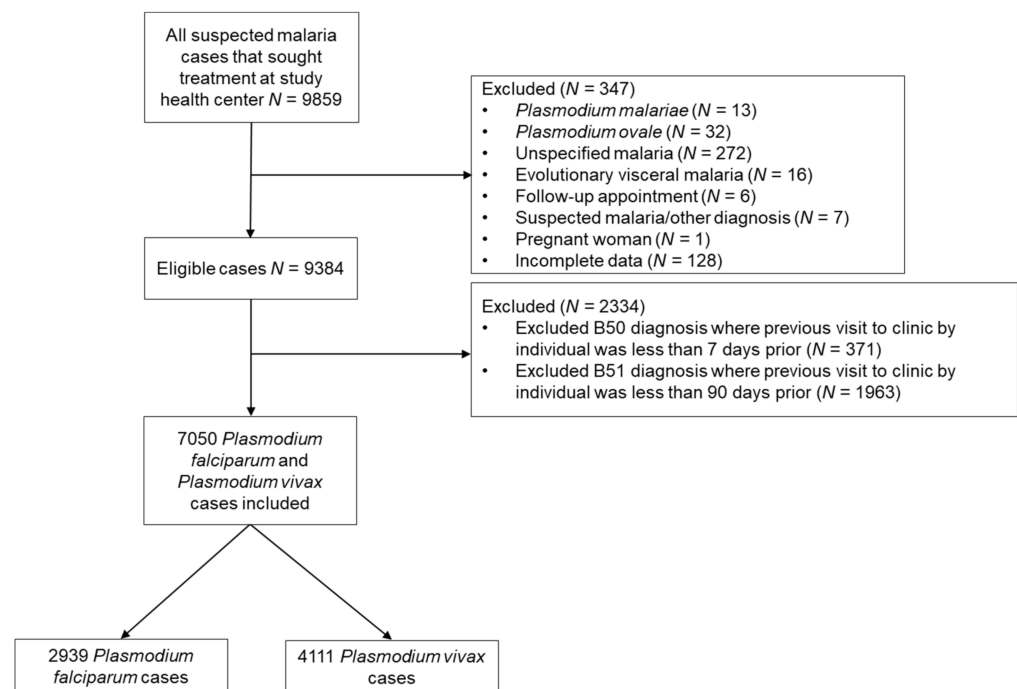 All suspected malaria
cases that sought
treatment at study
health center N = 9859
Excluded (N = 347)
• Plasmodium malariae (N = 13)
• Plasmodium ovale (N = 32)
• Unspecified malaria (N = 272)
• Evolutionary visceral malaria (N = 16)
• Follow-up appointment (N = 6)
• Suspected malaria/other diagnosis (N = 7)
• Pregnant woman (N = 1)
• Incomplete data (N = 128)
Eligible cases N = 9384
Excluded (N = 2334)
• Excluded B50 diagnosis where previous visit to clinic by
individual was less than 7 days prior (N = 371)
• Excluded B51 diagnosis where previous visit to clinic by
individual was less than 90 days prior (N = 1963)
7050 Plasmodium
falciparum and
Plasmodium vivax
cases included
2939 Plasmodium
falciparum cases
4111 Plasmodium vivax
cases